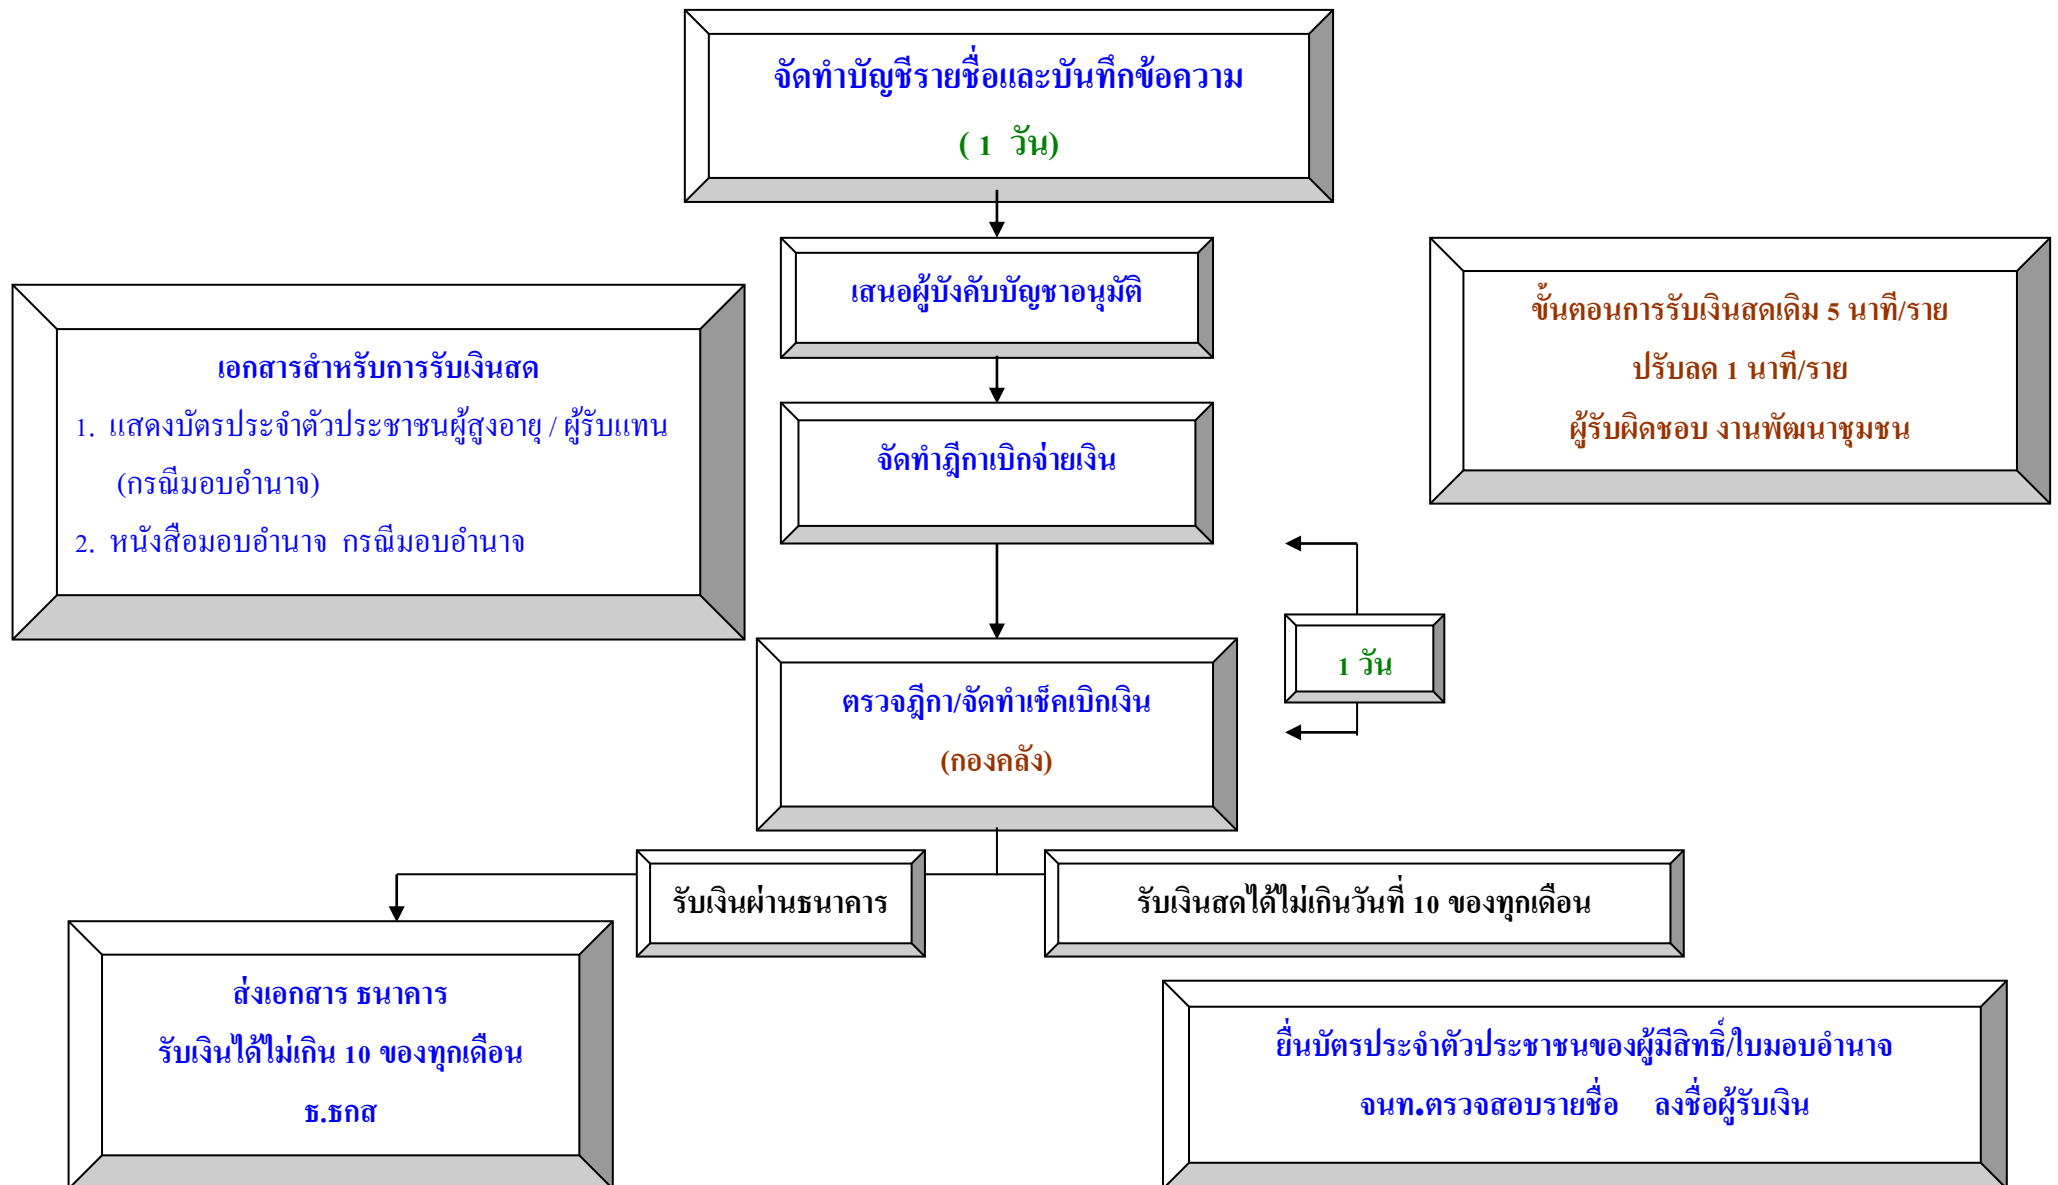 จัดทำบัญชีรายชื่อและบันทึกข้อความ
( 1 วัน)
เสนอผู้บังคับบัญชาอนุมัติ
ขั้นตอนการรับเงินสดเดิม 5 นาที/ราย
ปรับลด 1 นาที/ราย
ผู้รับผิดชอบ งานพัฒนาชุมชน
เอกสารสำหรับการรับเงินสด
1. แสดงบัตรประจำตัวประชาชนผู้สูงอายุ / ผู้รับแทน
(กรณีมอบอำนาจ)
2. หนังสือมอบอำนาจ กรณีมอบอำนาจ
จัดทำฎีกาเบิกจ่ายเงิน
1 วัน
ตรวจฎีกา/จัดทำเช็คเบิกเงิน
(กองคลัง)
รับเงินผ่านธนาคาร
รับเงินสดได้ไม่เกินวันที่ 10 ของทุกเดือน
ส่งเอกสาร ธนาคาร
รับเงินได้ไม่เกิน 10 ของทุกเดือน
ธ.ธกส
ยื่นบัตรประจำตัวประชาชนของผู้มีสิทธิ์/ใบมอบอำนาจ
จนท.ตรวจสอบรายชื่อ ลงชื่อผู้รับเงิน